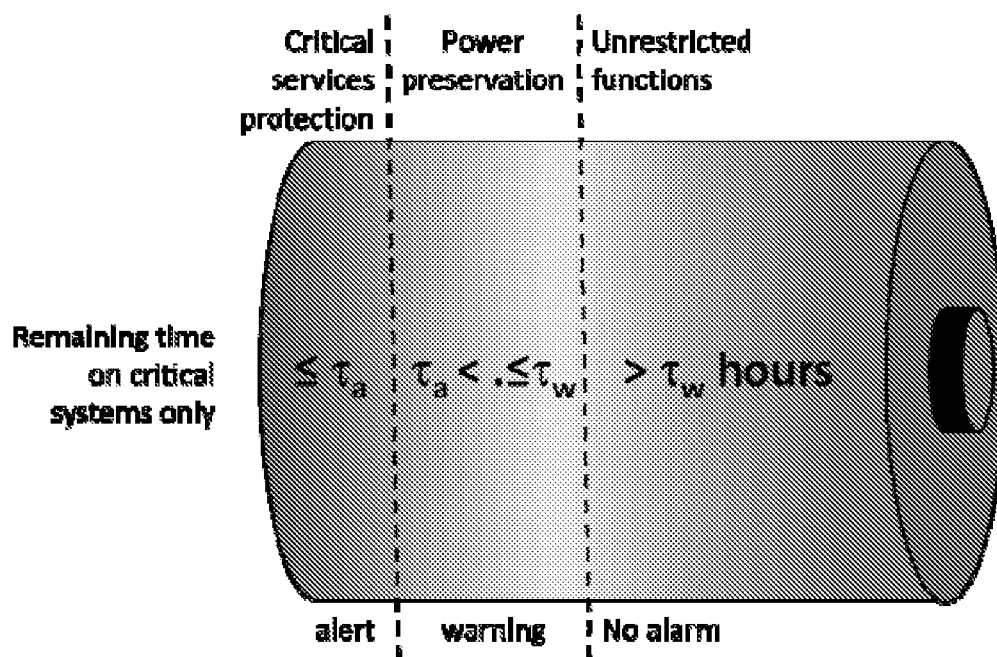 Critical
services
protection
Power
preservation
Unrestricted
functions
Remaining time
on critical
systems only
≤ τa
τa < .≤τw
> τw hours
alert
warning
No alarm